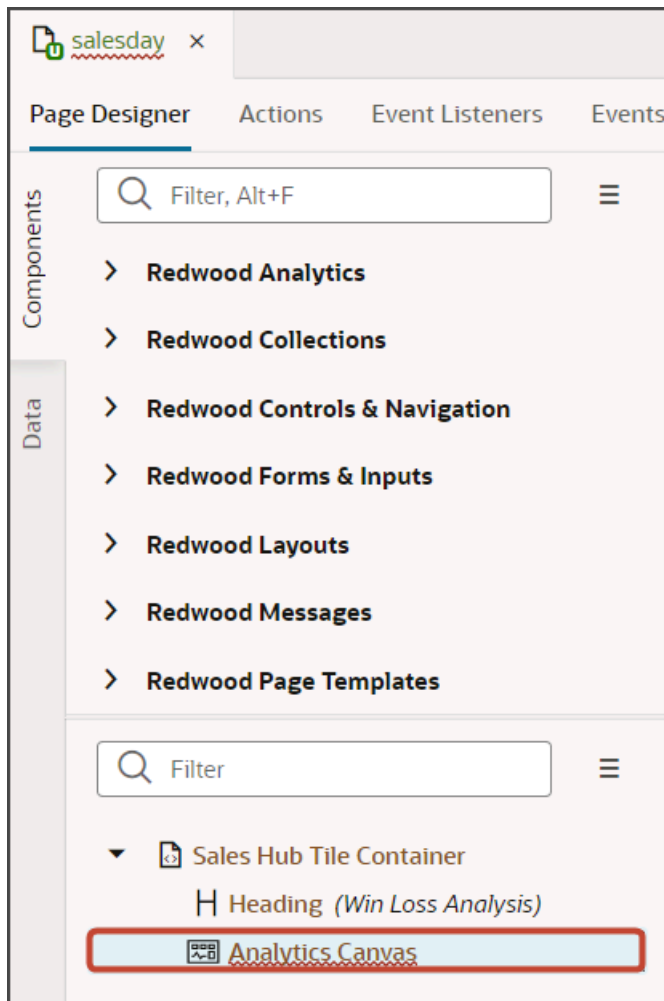 salesday ×
Page Designer Actions Event Listeners Events
Components
Filter, Alt+F
Redwood Analytics
Redwood Collections
Redwood Controls & Navigation
Data
Redwood Forms & Inputs
Redwood Layouts
Redwood Messages
Redwood Page Templates
Filter
Sales Hub Tile Container
H Heading (Win Loss Analysis)
Analytics Canvas